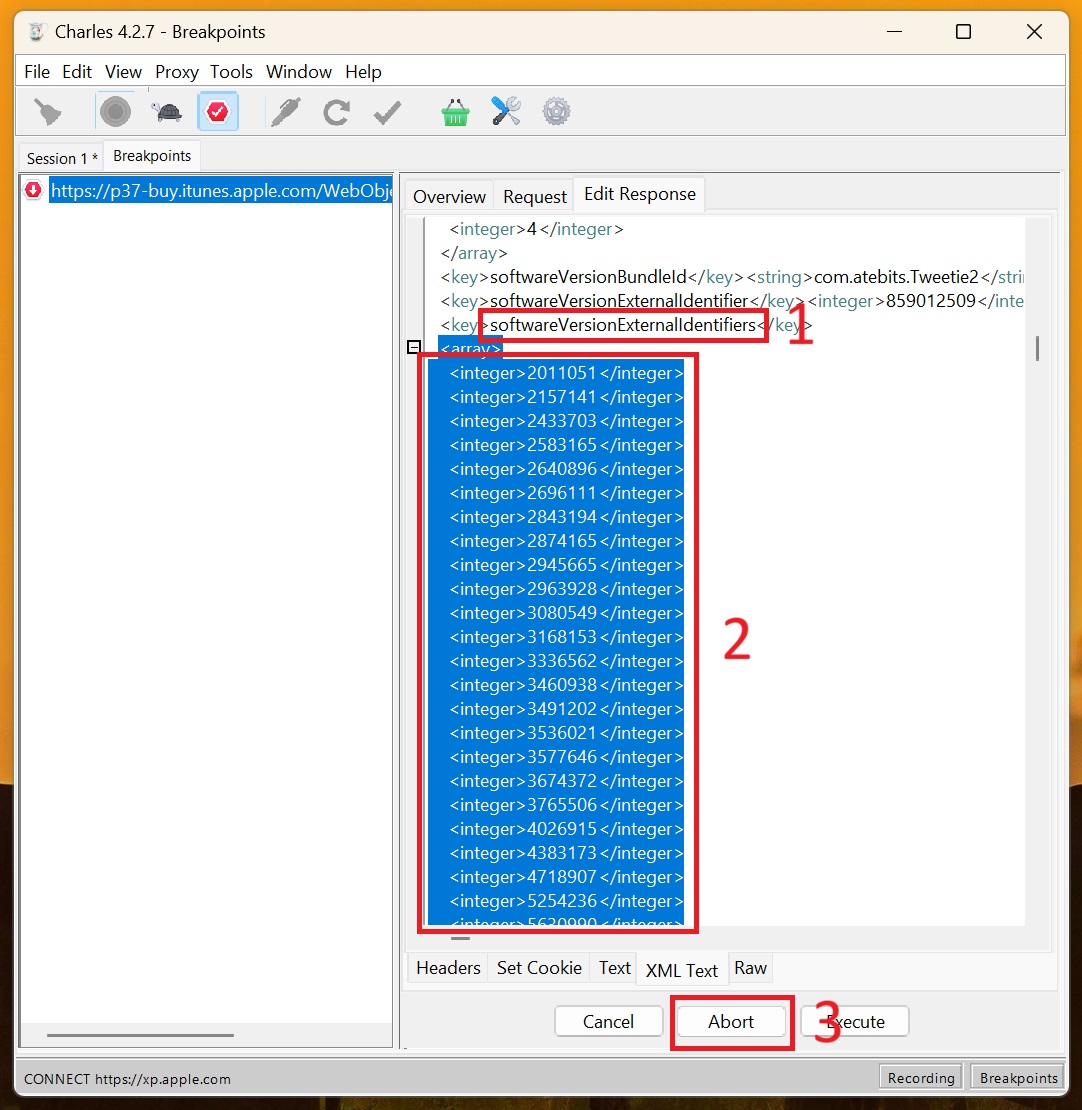 Charles 4.2.7 - Breakpoints
File Edit View Proxy Tools Window Help
Session 1 * Breakpoints
https://p37-buy.itunes.apple.com/WebObje
Overview Request Edit Response
<integer>4</integer>
</array>
<key>softwareVersionBundleId</key><string>com.atebits.Tweetie2</stri
<key>softwareVersionExternalIdentifier</key><integer>859012509</inte
<key>softwareVersionExternalIdentifiers</key>
1
<array>
<integer>2011051</integer>
<integer>2157141</integer>
<integer>2433703</integer>
<integer>2583165</integer>
<integer>2640896</integer>
<integer>2696111</integer>
<integer>2843194</integer>
<integer>2874165</integer>
<integer>2945665</integer>
<integer>2963928</integer>
<integer>3080549</integer>
<integer>3168153</integer>
2
<integer>3336562</integer>
<integer>3460938</integer>
<integer>3491202</integer>
<integer>3536021</integer>
<integer>3577646</integer>
<integer>3674372</integer>
<integer>3765506</integer>
<integer>4026915</integer>
<integer>4383173</integer>
<integer>4718907</integer>
<integer>5254236</integer>
<integer>5630990</integer>
Headers Set Cookie Text XML Text Raw
Cancel Abort 3 Execute
CONNECT https://xp.apple.com Recording Breakpoints